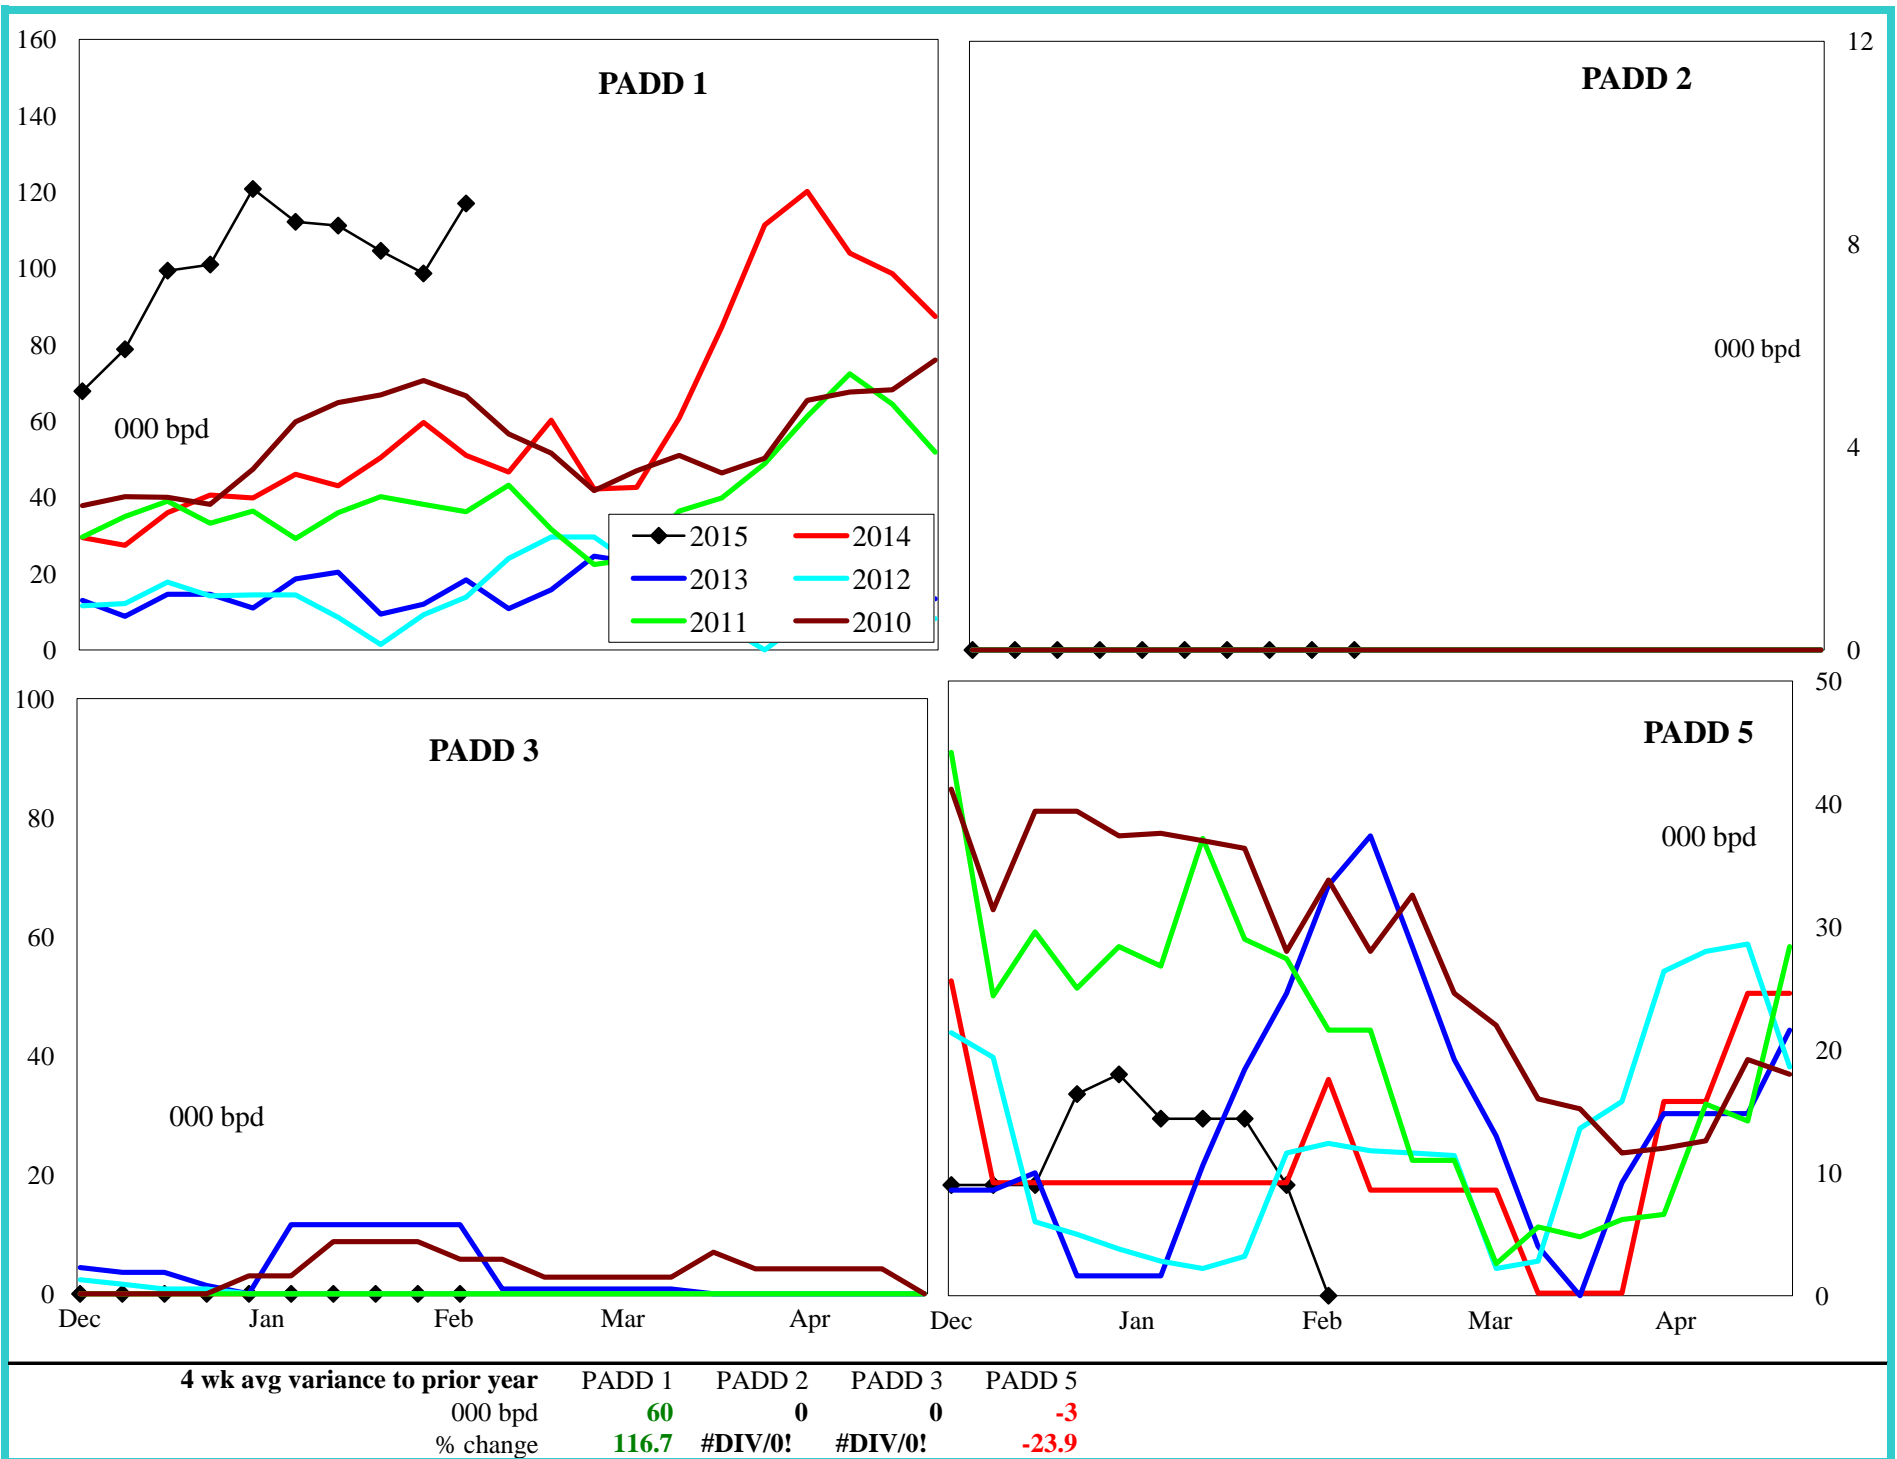 PADD 1
160
140
120
100
80
60
40
20
0
000 bpd
2015 2014
2013 2012
2011 2010
PADD 2
12
8
4
0
000 bpd
PADD 3
100
80
60
40
20
0
000 bpd
Dec Jan Feb Mar Apr
PADD 5
50
40
30
20
10
0
000 bpd
Dec Jan Feb Mar Apr
4 wk avg variance to prior year PADD 1 PADD 2 PADD 3 PADD 5
000 bpd 60 0 0 -3
% change 116.7 #DIV/0! #DIV/0! -23.9